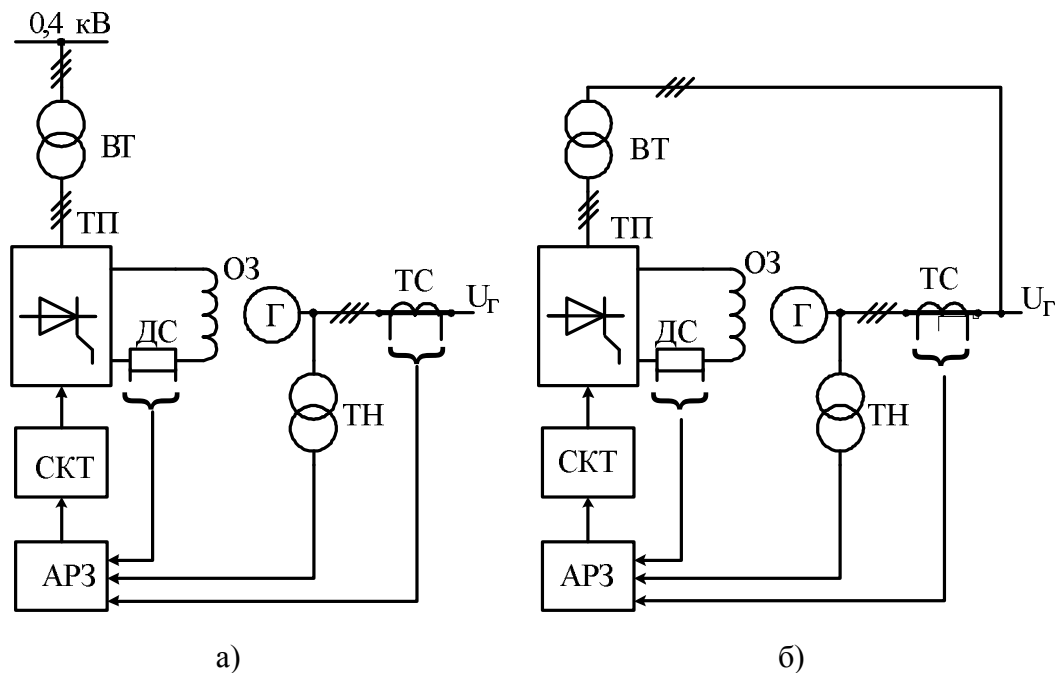 0,4 кВ
ВТ
ТП
ОЗ
ТС
Г
UГ
ДС
ТН
СКТ
АРЗ
а)
ВТ
ТП
ОЗ
ТС
Г
UГ
ДС
ТН
СКТ
АРЗ
б)